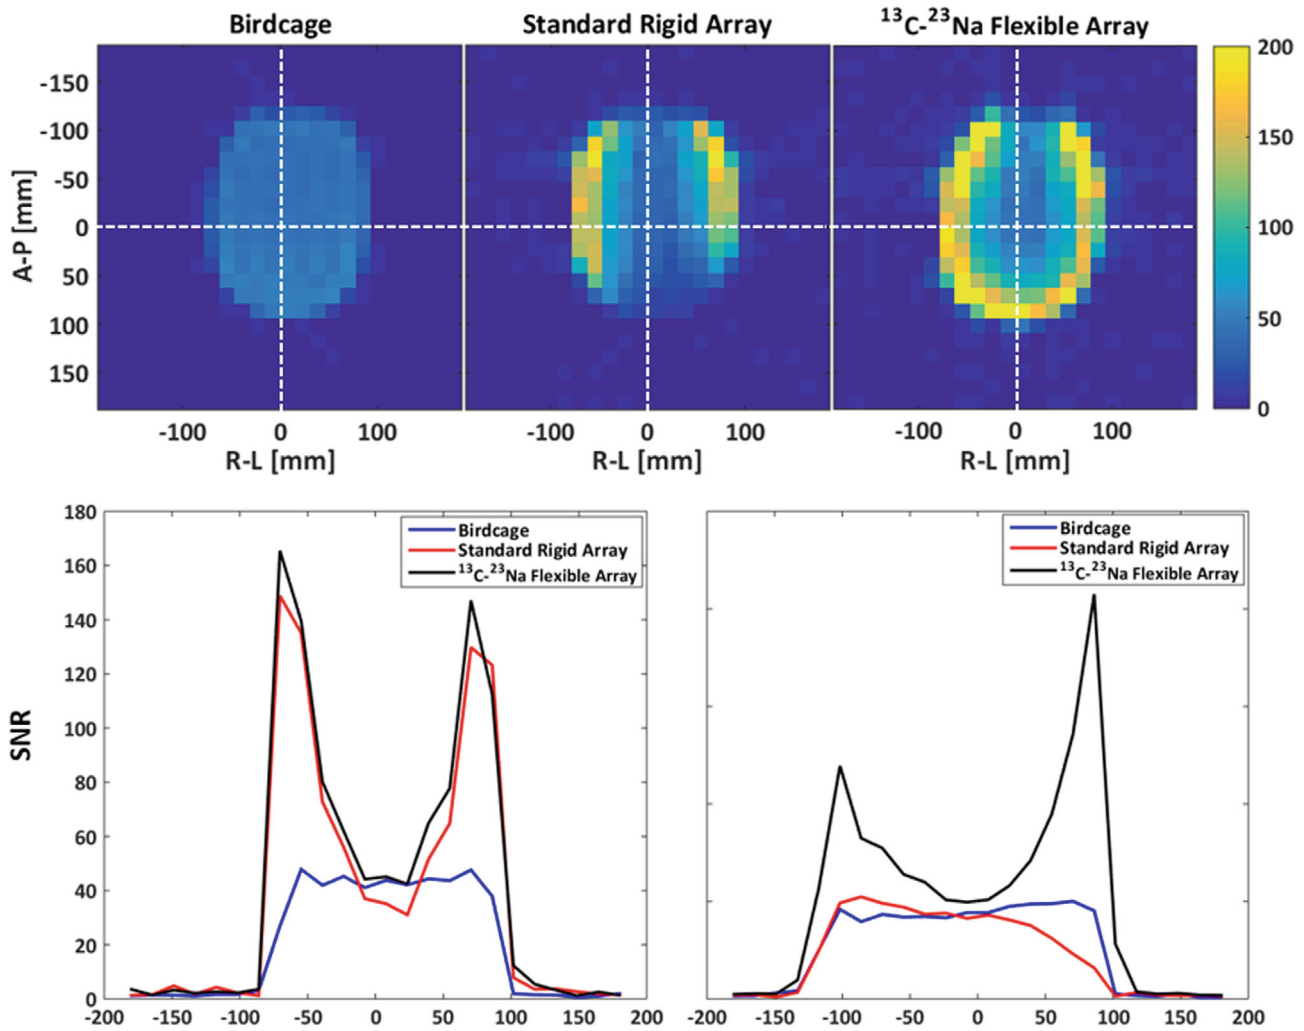 Birdcage
Standard Rigid Array
¹³C-²³Na Flexible Array
-150
-100
-50
0
50
100
150
A-P [mm]
-100 0 100
R-L [mm]
-100 0 100
R-L [mm]
-100 0 100
R-L [mm]
200
150
100
50
0
SNR
180
160
140
120
100
80
60
40
20
0
-200 -150 -100 -50 0 50 100 150 200
Birdcage
Standard Rigid Array
¹³C-²³Na Flexible Array
-200 -150 -100 -50 0 50 100 150 200
Birdcage
Standard Rigid Array
¹³C-²³Na Flexible Array